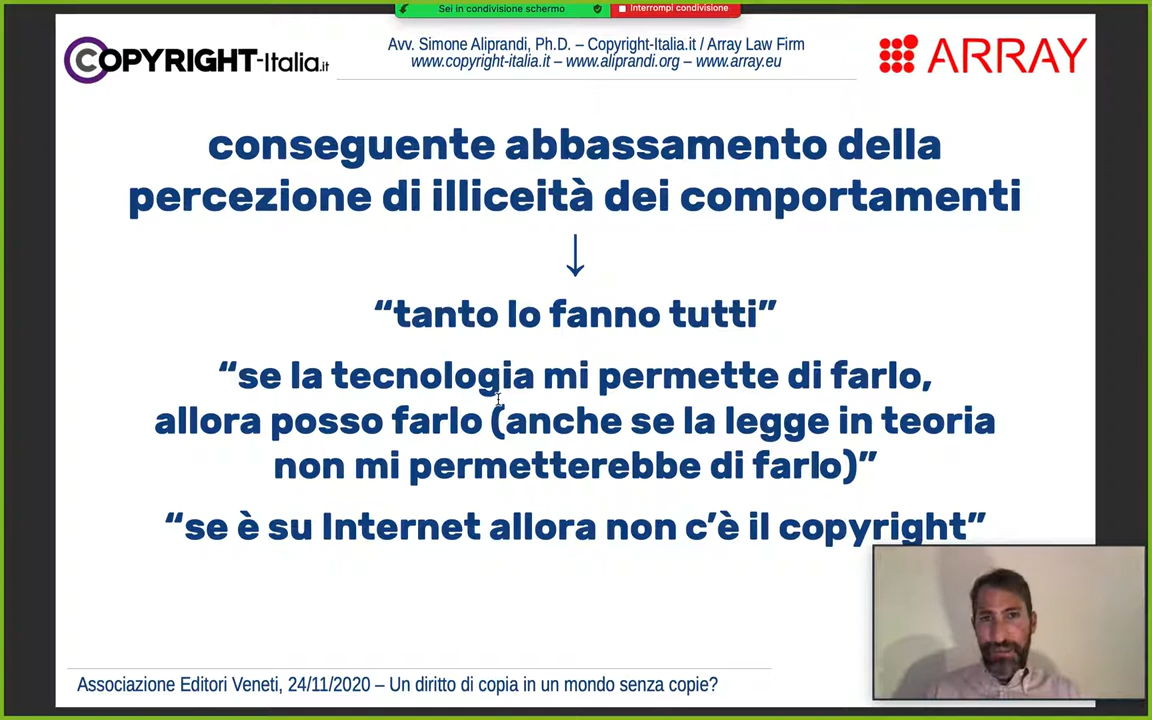 Sei in condivisione schermo
Interrompi condivisione
COPYRIGHT-Italia.it
Avv. Simone Aliprandi, Ph.D. – Copyright-Italia.it / Array Law Firm
www.copyright-italia.it – www.aliprandi.org – www.array.eu
ARRAY
conseguente abbassamento della
percezione di illiceità dei comportamenti
↓
“tanto lo fanno tutti”
“se la tecnologia mi permette di farlo,
allora posso farlo (anche se la legge in teoria
non mi permetterebbe di farlo)”
“se è su Internet allora non c’è il copyright”
Associazione Editori Veneti, 24/11/2020 – Un diritto di copia in un mondo senza copie?